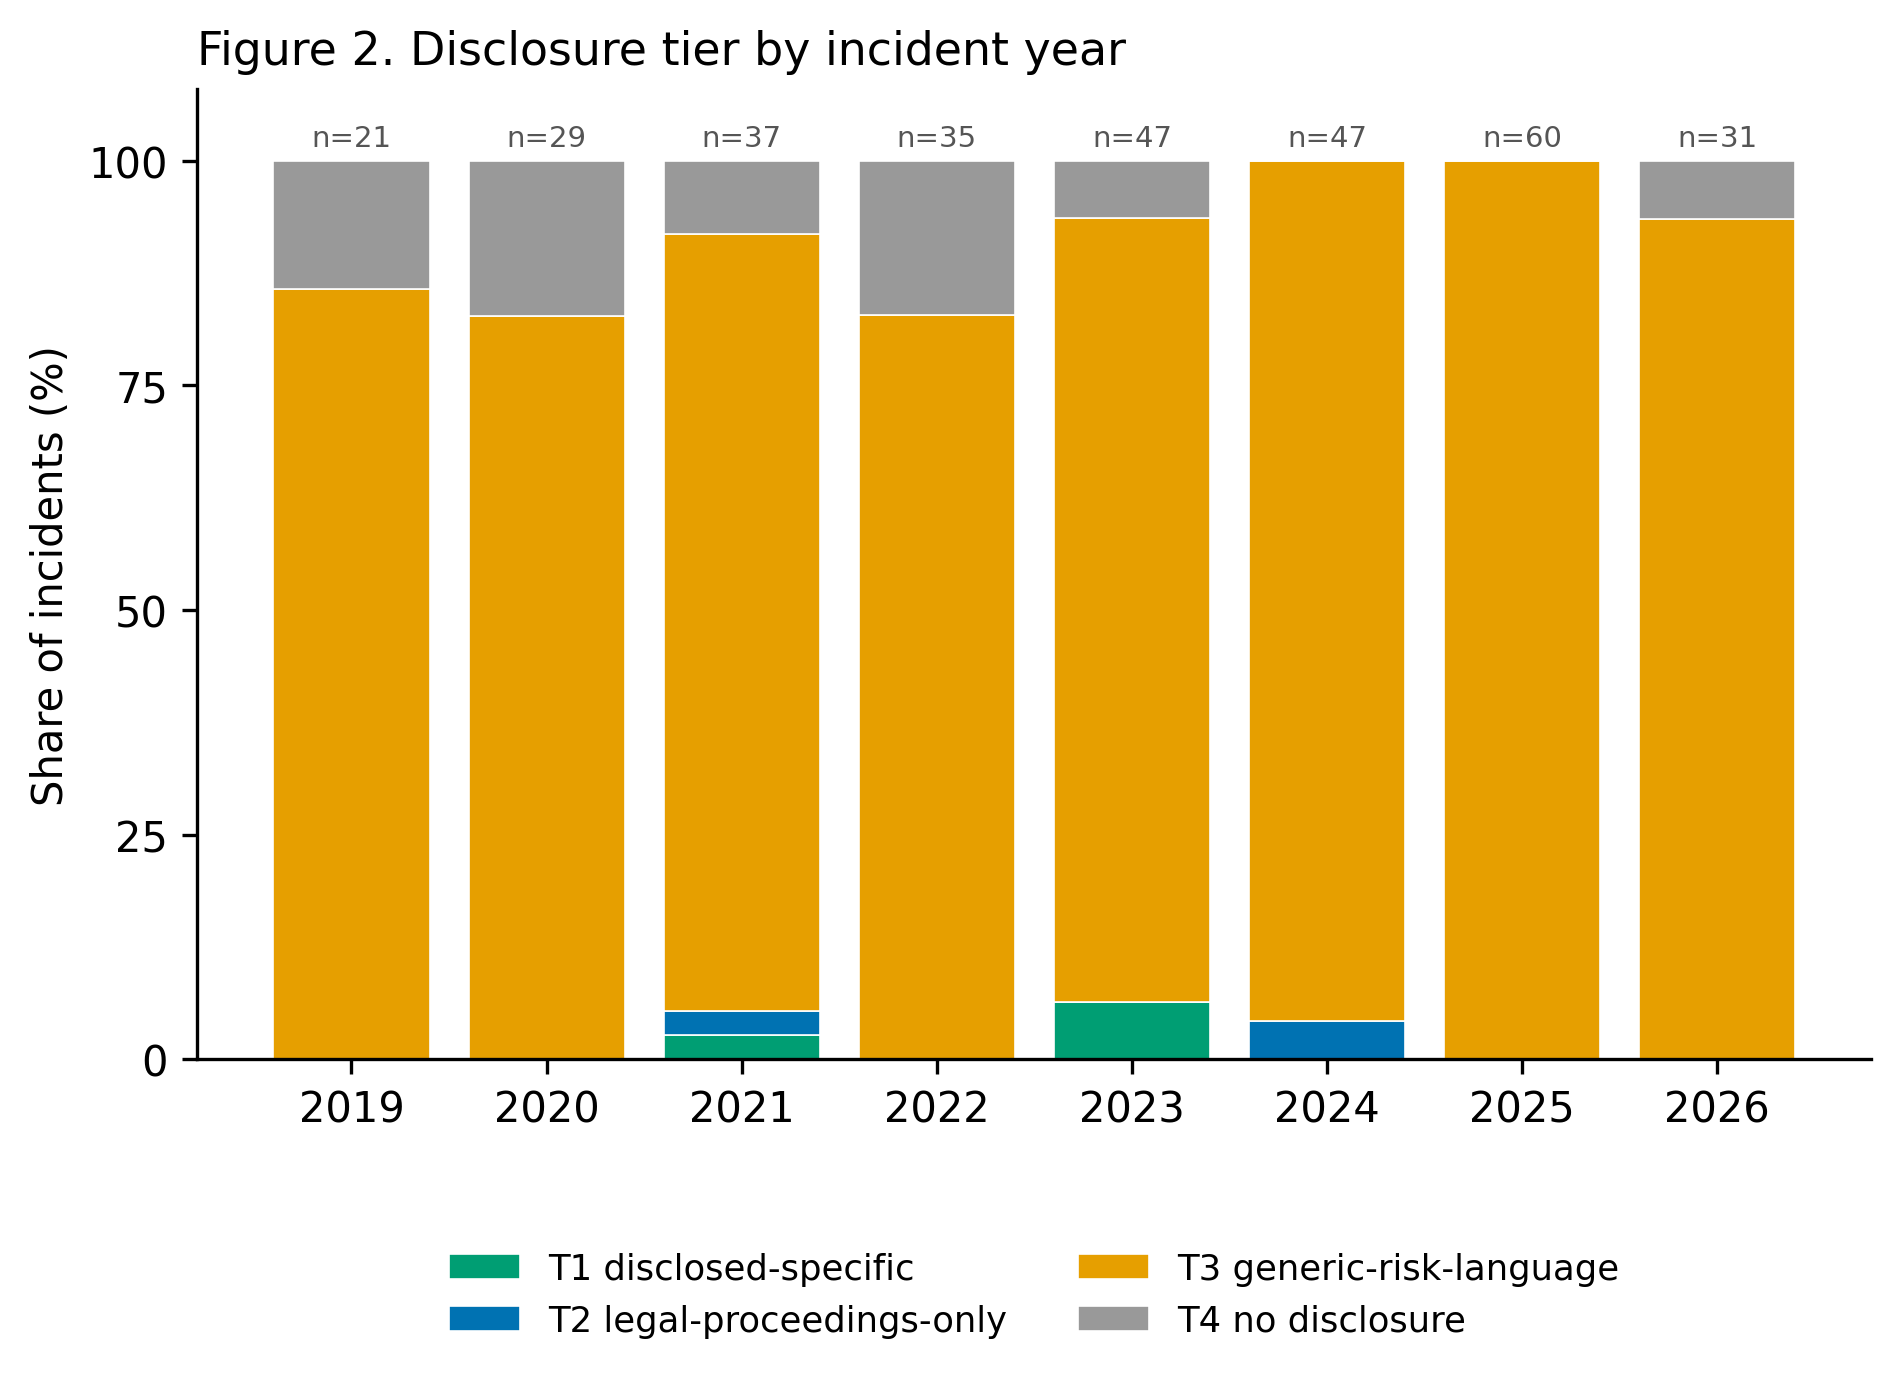 Figure 2. Disclosure tier by incident year
n=21 n=29 n=37 n=35 n=47 n=47 n=60 n=31
100
75
50
25
0
Share of incidents (%)
2019 2020 2021 2022 2023 2024 2025 2026
T1 disclosed-specific
T2 legal-proceedings-only
T3 generic-risk-language
T4 no disclosure